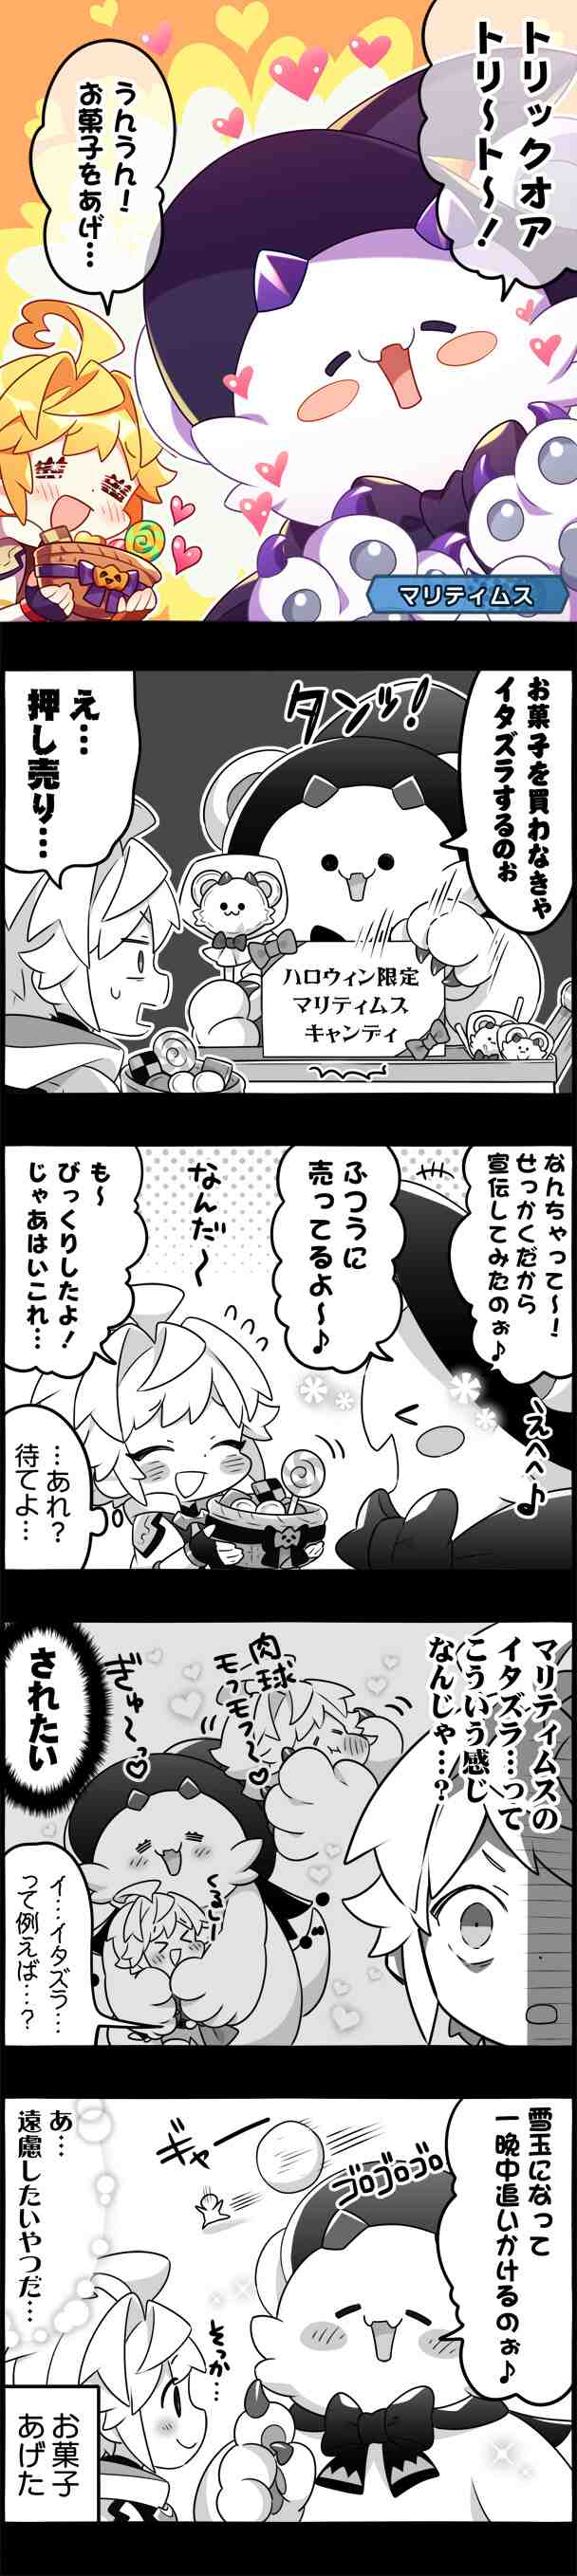 トリックオア
トリ〜ト〜！
うんうん！
お菓子をあげ…
マリティムス
お菓子を買わなきゃ
イタズラするのぉ
タンッ！
え…
押し売り…
ハロウィン限定
マリティムス
キャンディ
なんちゃって〜！
せっかくだから
宣伝してみたのぉ♪
えへへ♪
ふつうに
売ってるよ〜♪
なんだ〜
も〜
びっくりしたよ！
じゃあはいこれ…
…あれ？
待てよ…
マリティムスの
イタズラ…って
こういう感じ
なんじゃ…？
肉球
モっモっ〜♡
ぎゅ〜っ♡
くるしー
されたい
イ…イタズラ…
って例えば…？
雪玉になって
一晩中追いかけるのぉ♪
ゴロゴロゴロ
ギャー
あ…
遠慮したいやつだ…
そっか…
お菓子
あげた